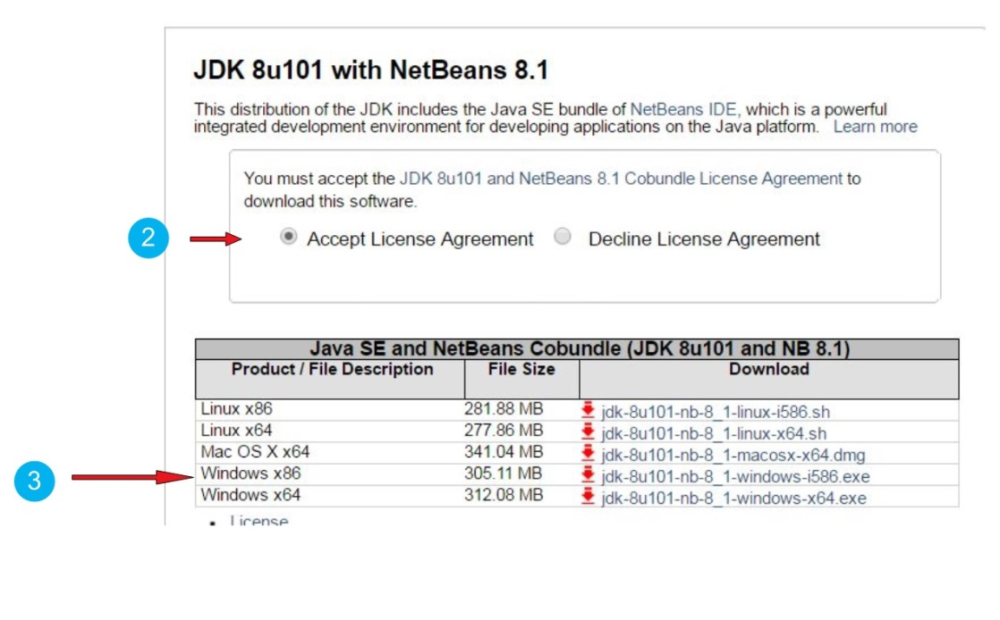 JDK 8u101 with NetBeans 8.1
This distribution of the JDK includes the Java SE bundle of NetBeans IDE, which is a powerful
integrated development environment for developing applications on the Java platform. Learn more
You must accept the JDK 8u101 and NetBeans 8.1 Cobundle License Agreement to
download this software.
2 Accept License Agreement Decline License Agreement
Java SE and NetBeans Cobundle (JDK 8u101 and NB 8.1)
Product / File Description File Size Download
Linux x86 281.88 MB jdk-8u101-nb-8_1-linux-i586.sh
Linux x64 277.86 MB jdk-8u101-nb-8_1-linux-x64.sh
Mac OS X x64 341.04 MB jdk-8u101-nb-8_1-macosx-x64.dmg
3 Windows x86 305.11 MB jdk-8u101-nb-8_1-windows-i586.exe
Windows x64 312.08 MB jdk-8u101-nb-8_1-windows-x64.exe
• License